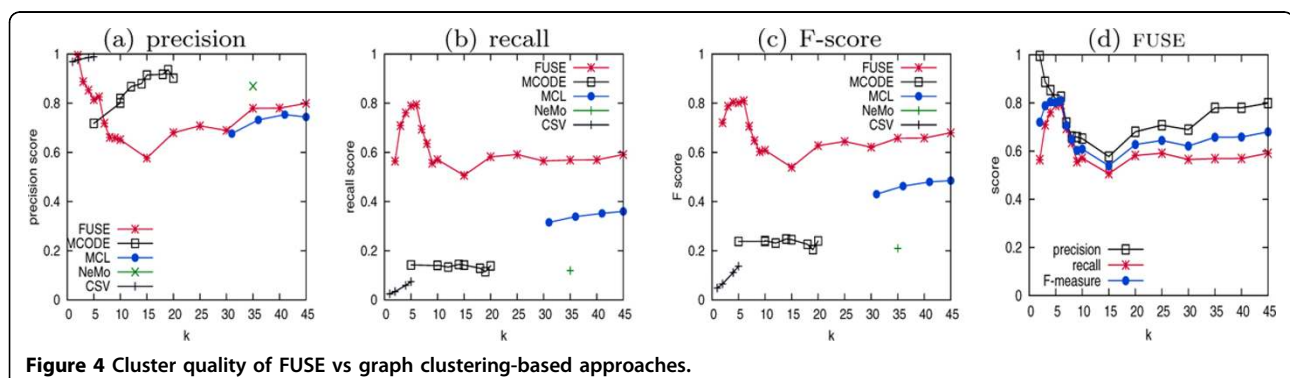 (a) precision
1
0.8
0.6
0.4
0.2
0
precision score
FUSE
MCODE
MCL
NeMo
CSV
0 5 10 15 20 25 30 35 40 45
k
(b) recall
1
0.8
0.6
0.4
0.2
0
recall score
FUSE
MCODE
MCL
NeMo
CSV
0 5 10 15 20 25 30 35 40 45
k
(c) F-score
1
0.8
0.6
0.4
0.2
0
F score
FUSE
MCODE
MCL
NeMo
CSV
0 5 10 15 20 25 30 35 40 45
k
(d) FUSE
1
0.8
0.6
0.4
0.2
0
score
precision
recall
F-measure
0 5 10 15 20 25 30 35 40 45
k
Figure 4 Cluster quality of FUSE vs graph clustering-based approaches.